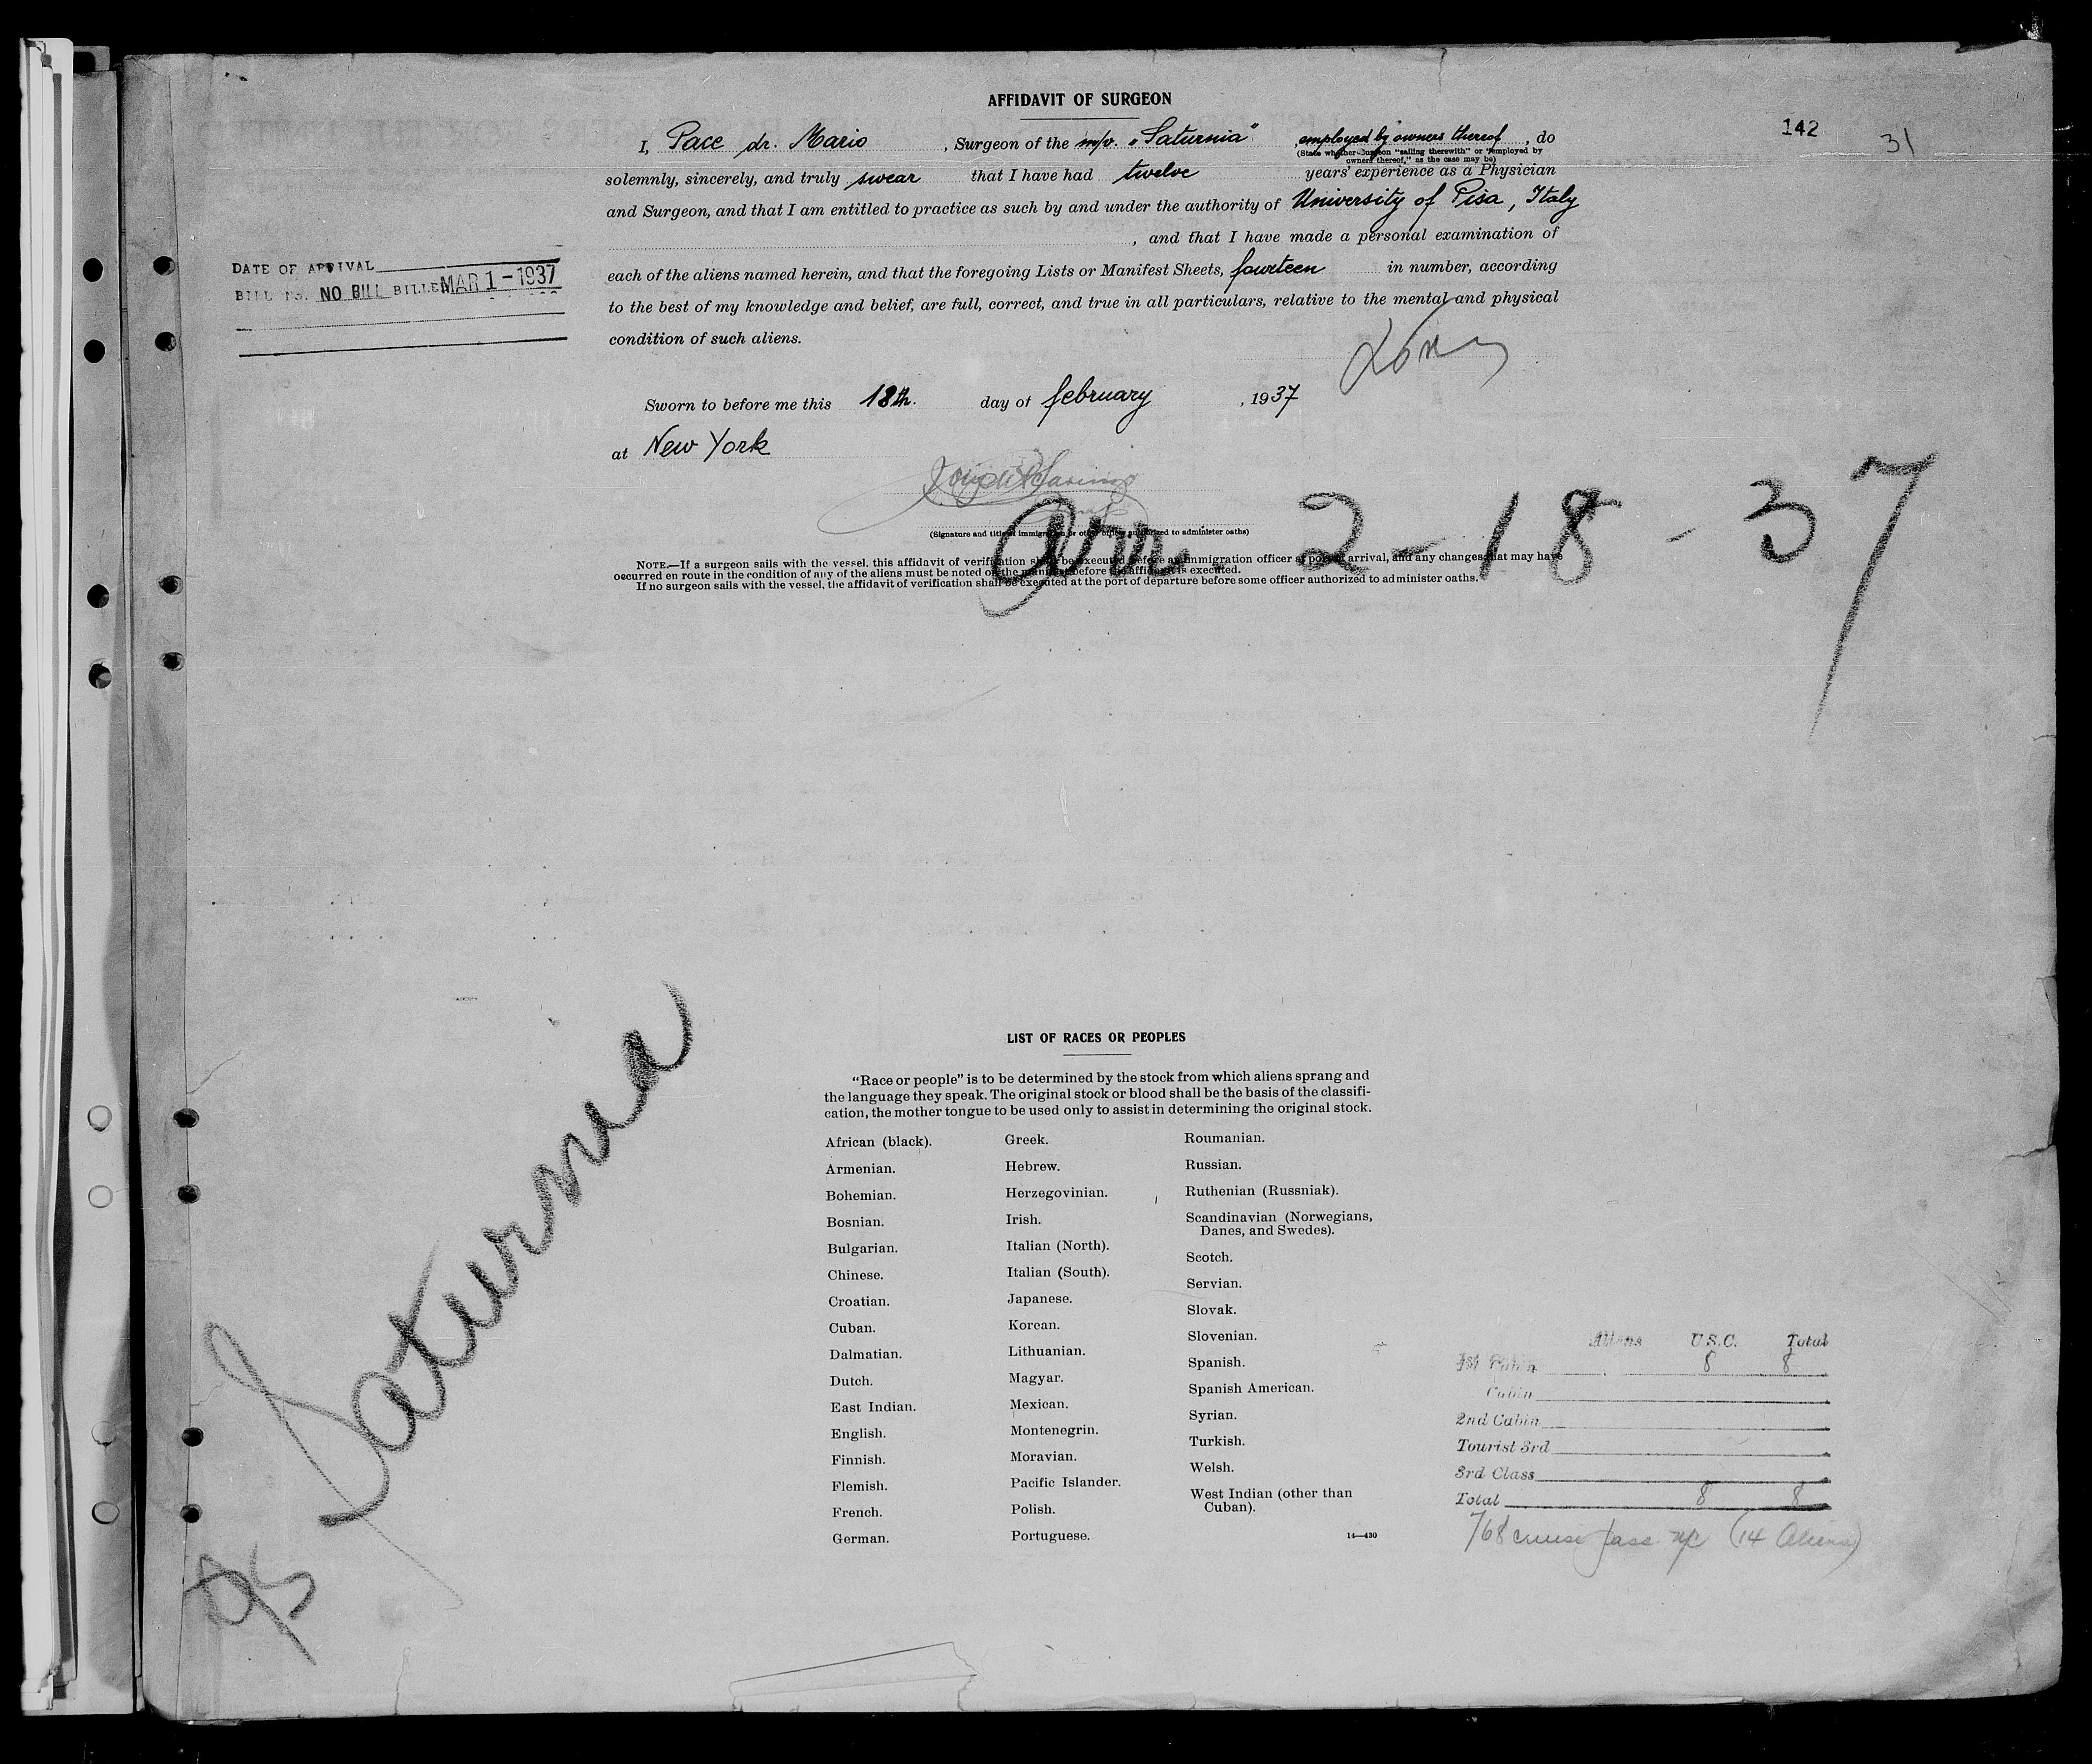 AFFIDAVIT OF SURGEON
142
31
I, Pace dr. Mario, Surgeon of the m/v. "Saturnia", employed by owners thereof, do
(State whether Surgeon "sailing therewith" or "employed by
owners thereof," as the case may be)
solemnly, sincerely, and truly swear that I have had twelve years' experience as a Physician
and Surgeon, and that I am entitled to practice as such by and under the authority of University of Pisa, Italy
, and that I have made a personal examination of
each of the aliens named herein, and that the foregoing Lists or Manifest Sheets, fourteen in number, according
to the best of my knowledge and belief, are full, correct, and true in all particulars, relative to the mental and physical
condition of such aliens.
DATE OF ARRIVAL
BILL NO. NO BILL BILLED MAR 1 - 1937
Sworn to before me this 18th. day of february, 1937
at New York
(Signature and title of immigration or other officer authorized to administer oaths)
Arr. 2-18-37
NOTE.—If a surgeon sails with the vessel, this affidavit of verification shall be executed before an immigration officer at port of arrival, and any changes that may have
occurred en route in the condition of any of the aliens must be noted on the manifest before the affidavit is executed.
If no surgeon sails with the vessel, the affidavit of verification shall be executed at the port of departure before some officer authorized to administer oaths.
Saturnia
LIST OF RACES OR PEOPLES
"Race or people" is to be determined by the stock from which aliens sprang and
the language they speak. The original stock or blood shall be the basis of the classifi-
cation, the mother tongue to be used only to assist in determining the original stock.
African (black).
Armenian.
Bohemian.
Bosnian.
Bulgarian.
Chinese.
Croatian.
Cuban.
Dalmatian.
Dutch.
East Indian.
English.
Finnish.
Flemish.
French.
German.
Greek.
Hebrew.
Herzegovinian.
Irish.
Italian (North).
Italian (South).
Japanese.
Korean.
Lithuanian.
Magyar.
Mexican.
Montenegrin.
Moravian.
Pacific Islander.
Polish.
Portuguese.
Roumanian.
Russian.
Ruthenian (Russniak).
Scandinavian (Norwegians,
Danes, and Swedes).
Scotch.
Servian.
Slovak.
Slovenian.
Spanish.
Spanish American.
Syrian.
Turkish.
Welsh.
West Indian (other than
Cuban).
14—430
Aliens U.S.C. Total
1st Cabin 8 8
Cabin
2nd Cabin
Tourist 3rd
3rd Class
Total 8 8
768 cruise pass (14 Aliens)